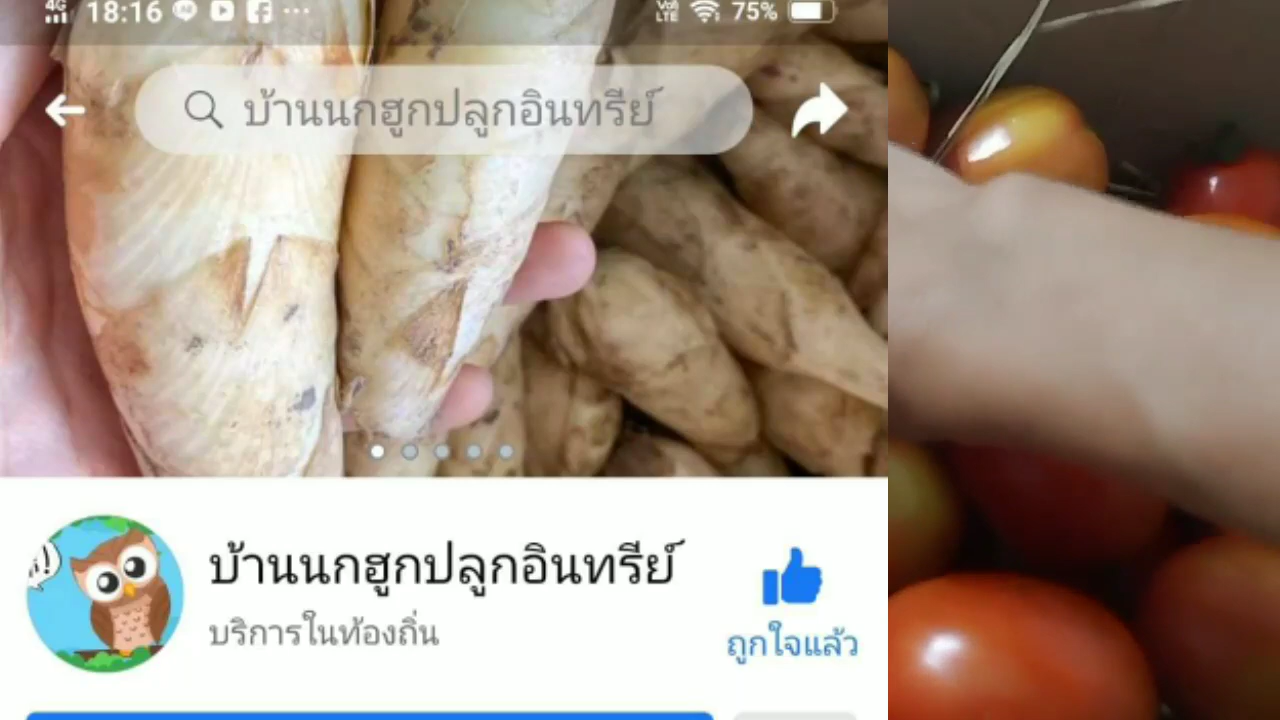 4G 18:16 ... VoLTE 75%
บ้านนกฮูกปลูกอินทรีย์
บ้านนกฮูกปลูกอินทรีย์
บริการในท้องถิ่น
ถูกใจแล้ว